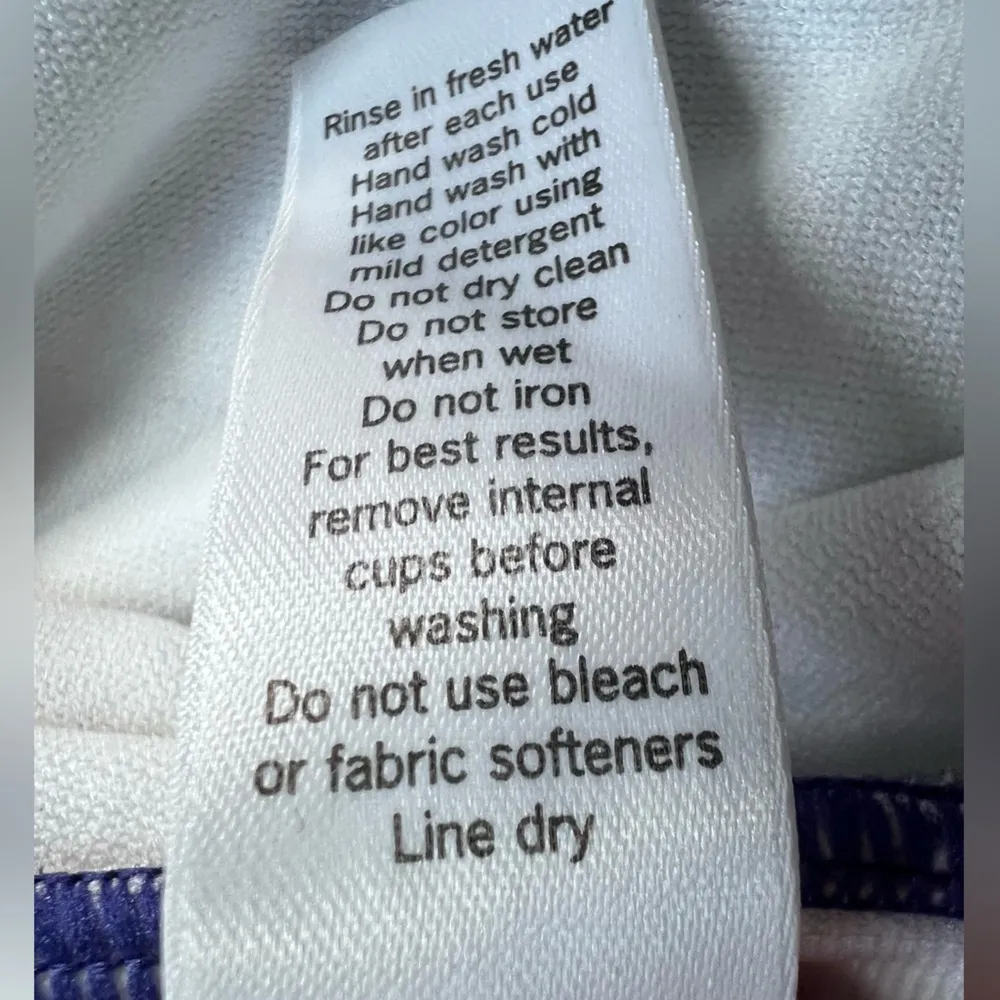 Rinse in fresh water
after each use
Hand wash cold
Hand wash with
like color using
mild detergent
Do not dry clean
Do not store
when wet
Do not iron
For best results,
remove internal
cups before
washing
Do not use bleach
or fabric softeners
Line dry